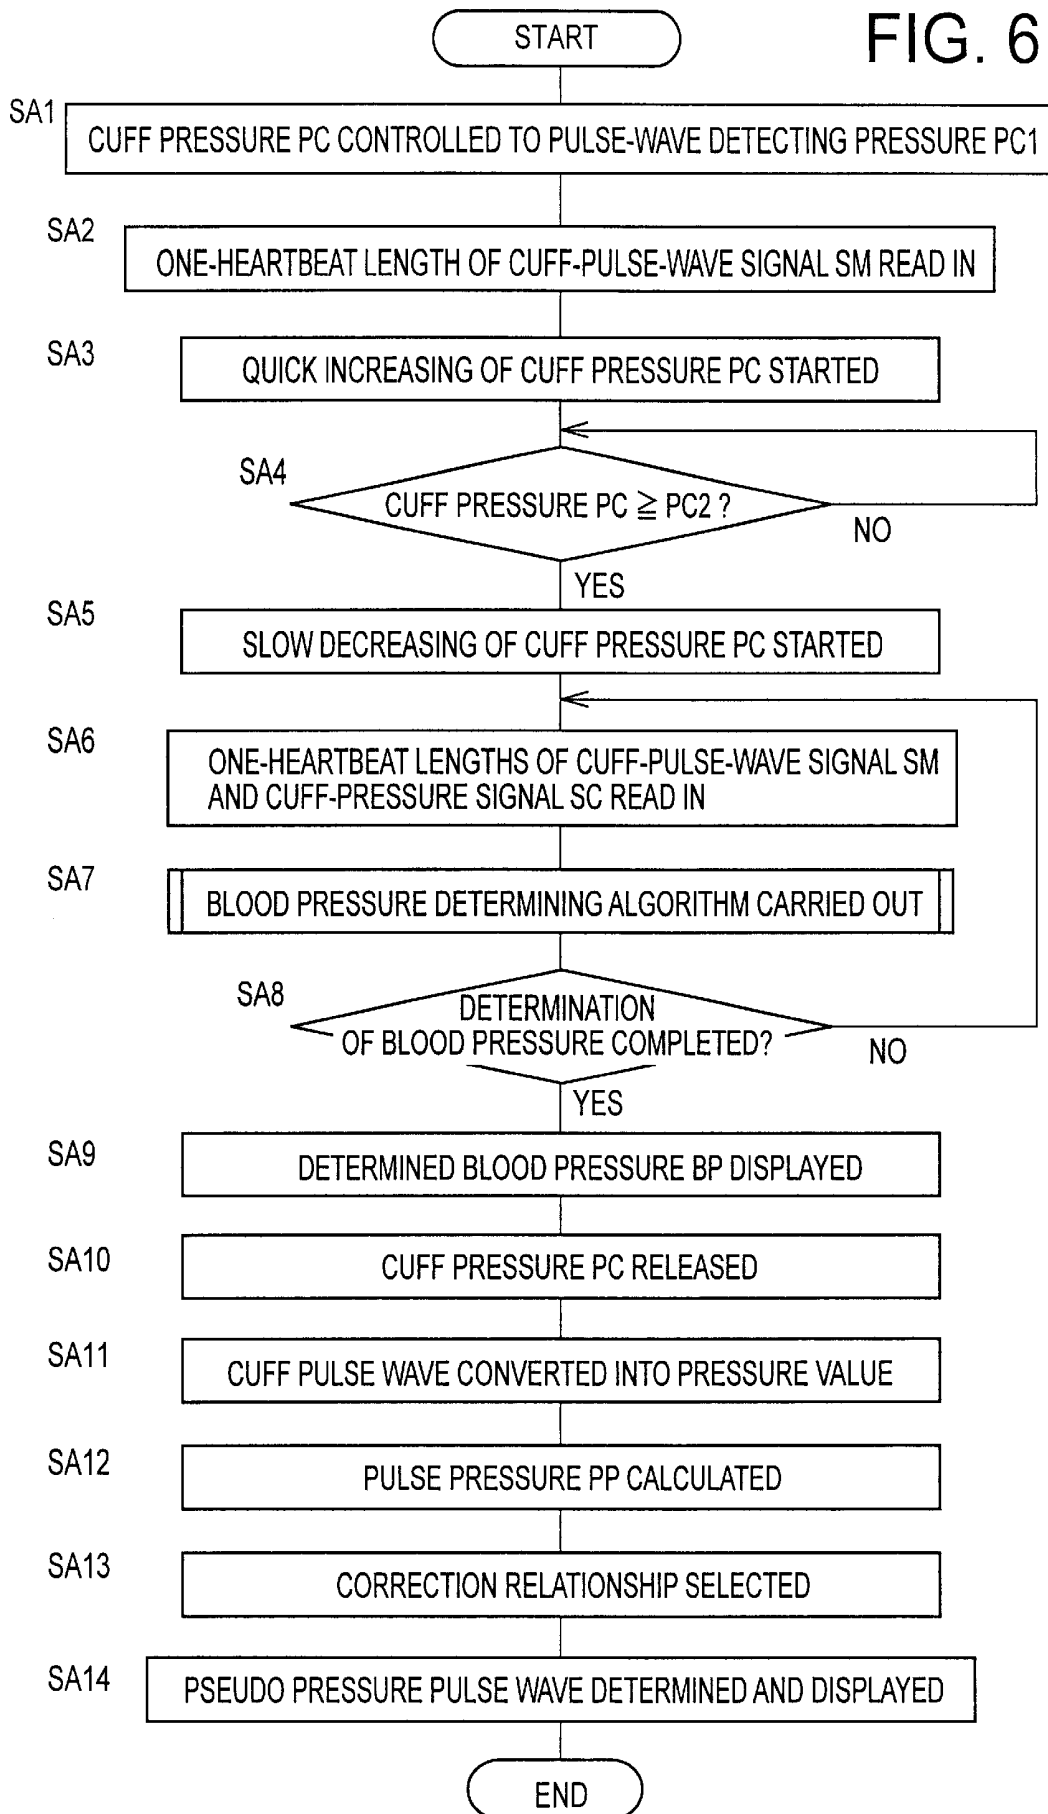 START
FIG. 6
SA1
CUFF PRESSURE PC CONTROLLED TO PULSE-WAVE DETECTING PRESSURE PC1
SA2
ONE-HEARTBEAT LENGTH OF CUFF-PULSE-WAVE SIGNAL SM READ IN
SA3
QUICK INCREASING OF CUFF PRESSURE PC STARTED
SA4
CUFF PRESSURE PC ≧ PC2 ?
NO
YES
SA5
SLOW DECREASING OF CUFF PRESSURE PC STARTED
SA6
ONE-HEARTBEAT LENGTHS OF CUFF-PULSE-WAVE SIGNAL SM
AND CUFF-PRESSURE SIGNAL SC READ IN
SA7
BLOOD PRESSURE DETERMINING ALGORITHM CARRIED OUT
SA8
DETERMINATION
OF BLOOD PRESSURE COMPLETED?
NO
YES
SA9
DETERMINED BLOOD PRESSURE BP DISPLAYED
SA10
CUFF PRESSURE PC RELEASED
SA11
CUFF PULSE WAVE CONVERTED INTO PRESSURE VALUE
SA12
PULSE PRESSURE PP CALCULATED
SA13
CORRECTION RELATIONSHIP SELECTED
SA14
PSEUDO PRESSURE PULSE WAVE DETERMINED AND DISPLAYED
END